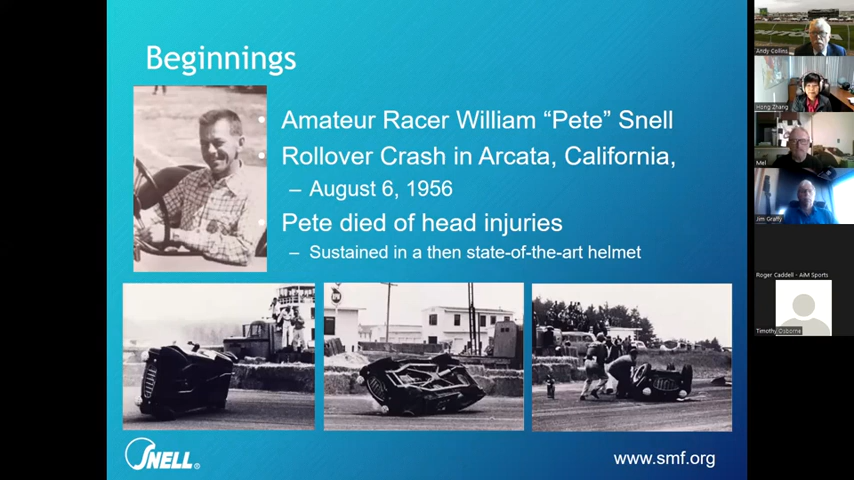 Beginnings
Amateur Racer William “Pete” Snell
Rollover Crash in Arcata, California,
– August 6, 1956
Pete died of head injuries
– Sustained in a then state-of-the-art helmet
SNELL®
www.smf.org
Andy Collins
Hong Zhang
Mel
Jim Graffy
Roger Caddell - AiM Sports
Timothy Osborne